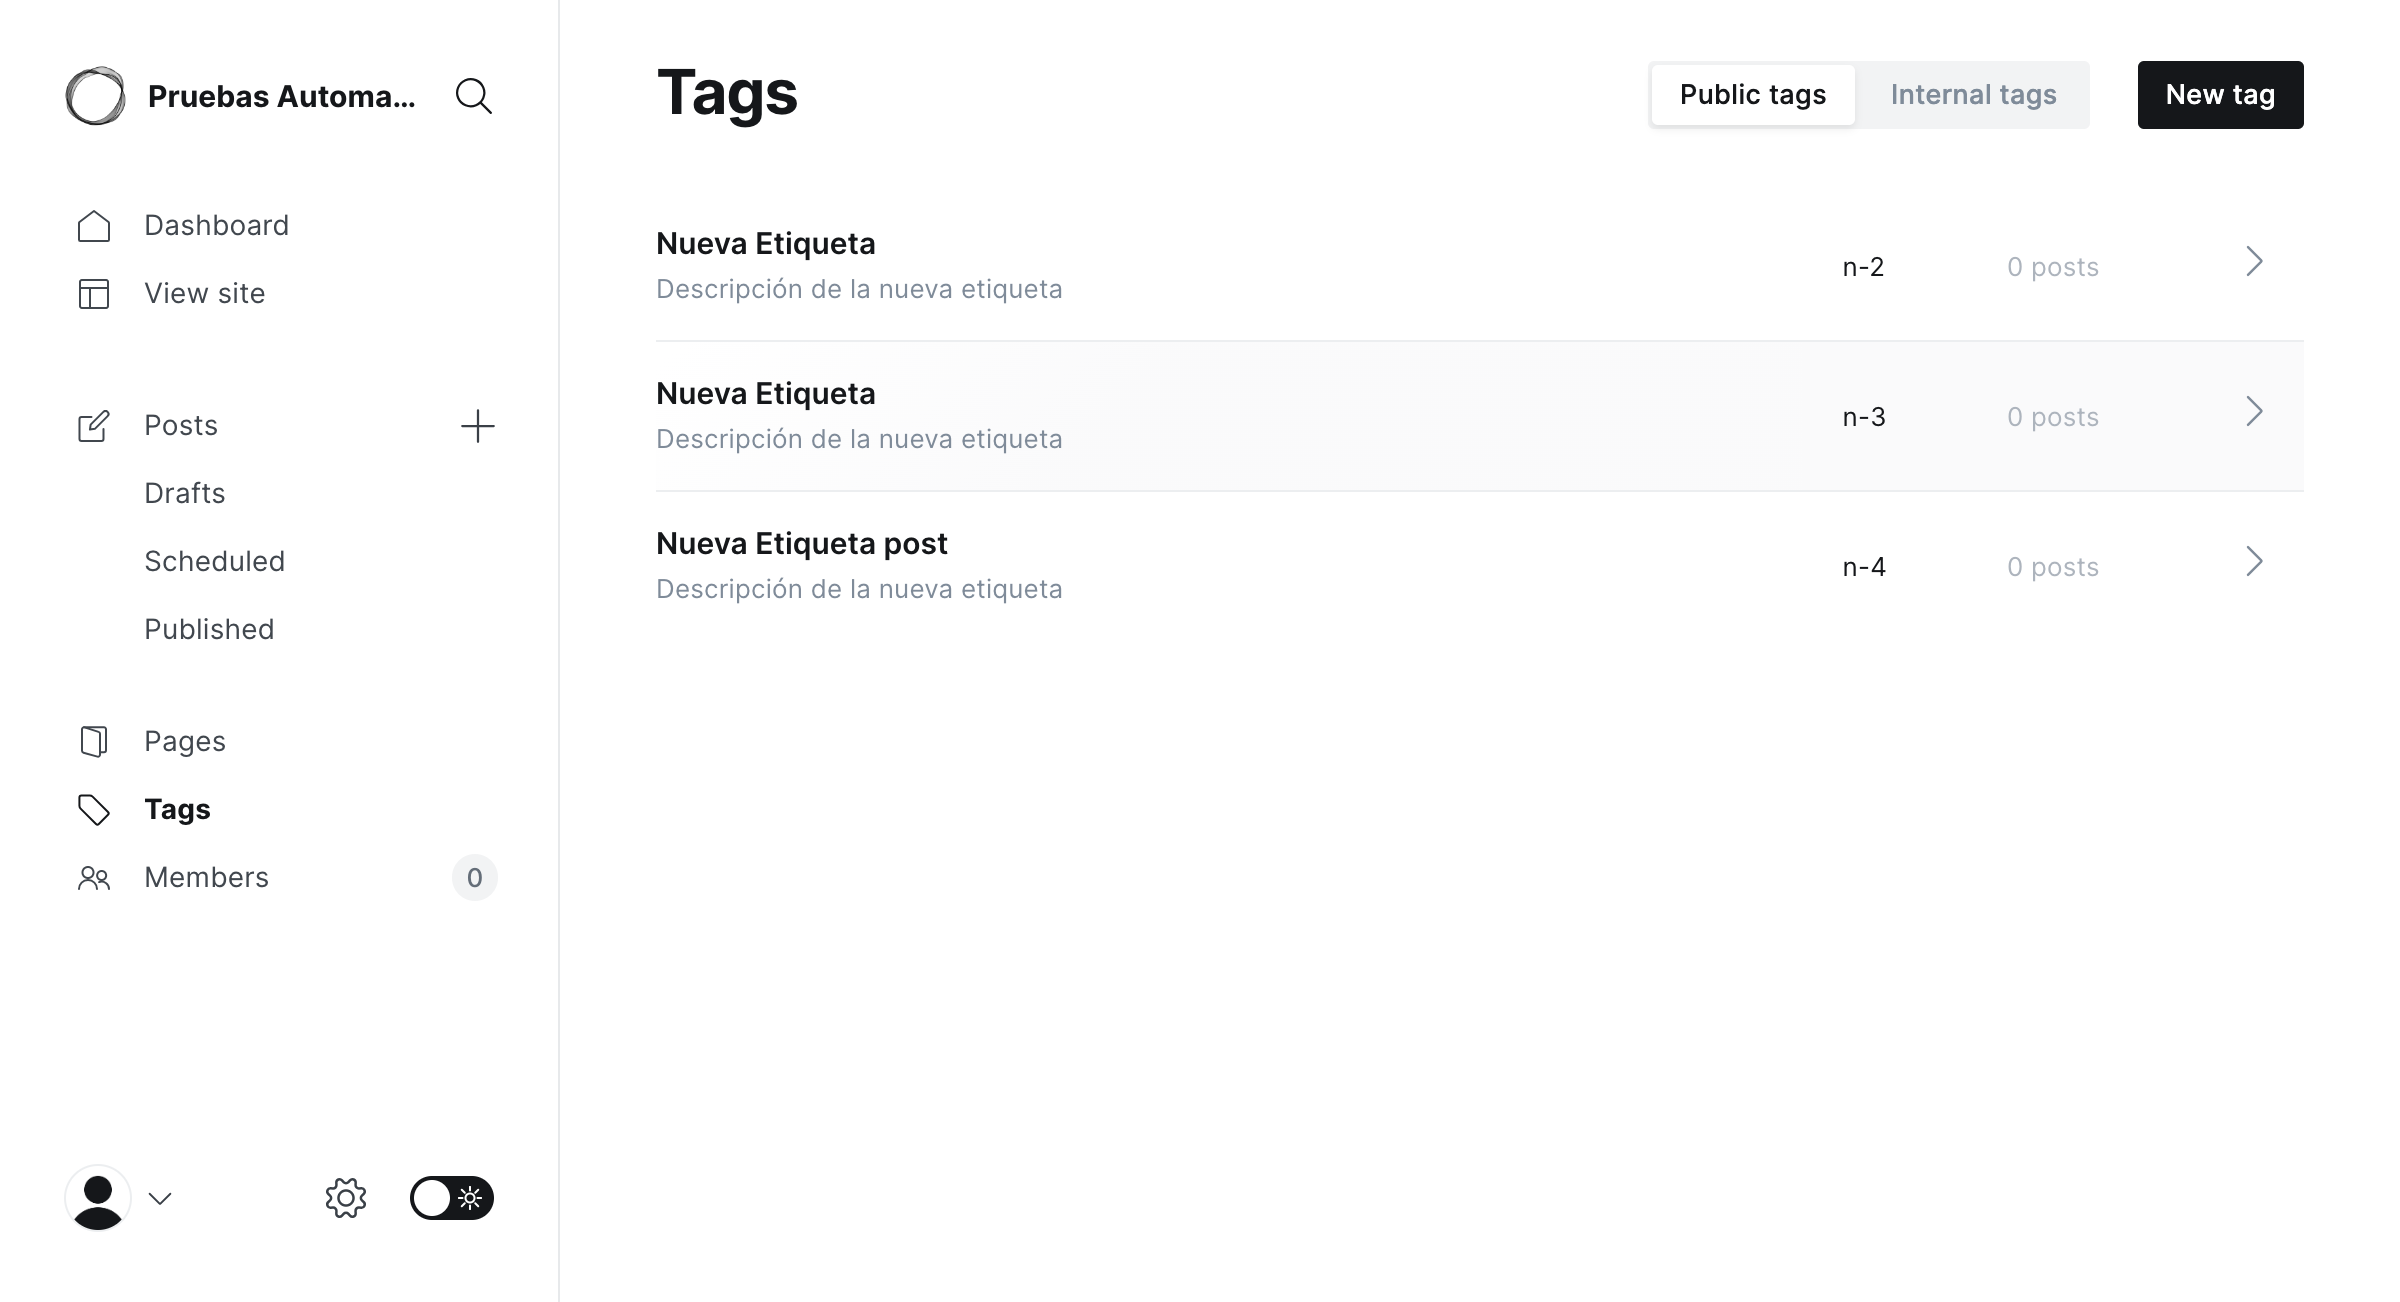 Pruebas Automa...
Dashboard
View site
Posts
Drafts
Scheduled
Published
Pages
Tags
Members 0
Tags
Public tags Internal tags New tag
Nueva Etiqueta
Descripción de la nueva etiqueta
n-2 0 posts
Nueva Etiqueta
Descripción de la nueva etiqueta
n-3 0 posts
Nueva Etiqueta post
Descripción de la nueva etiqueta
n-4 0 posts